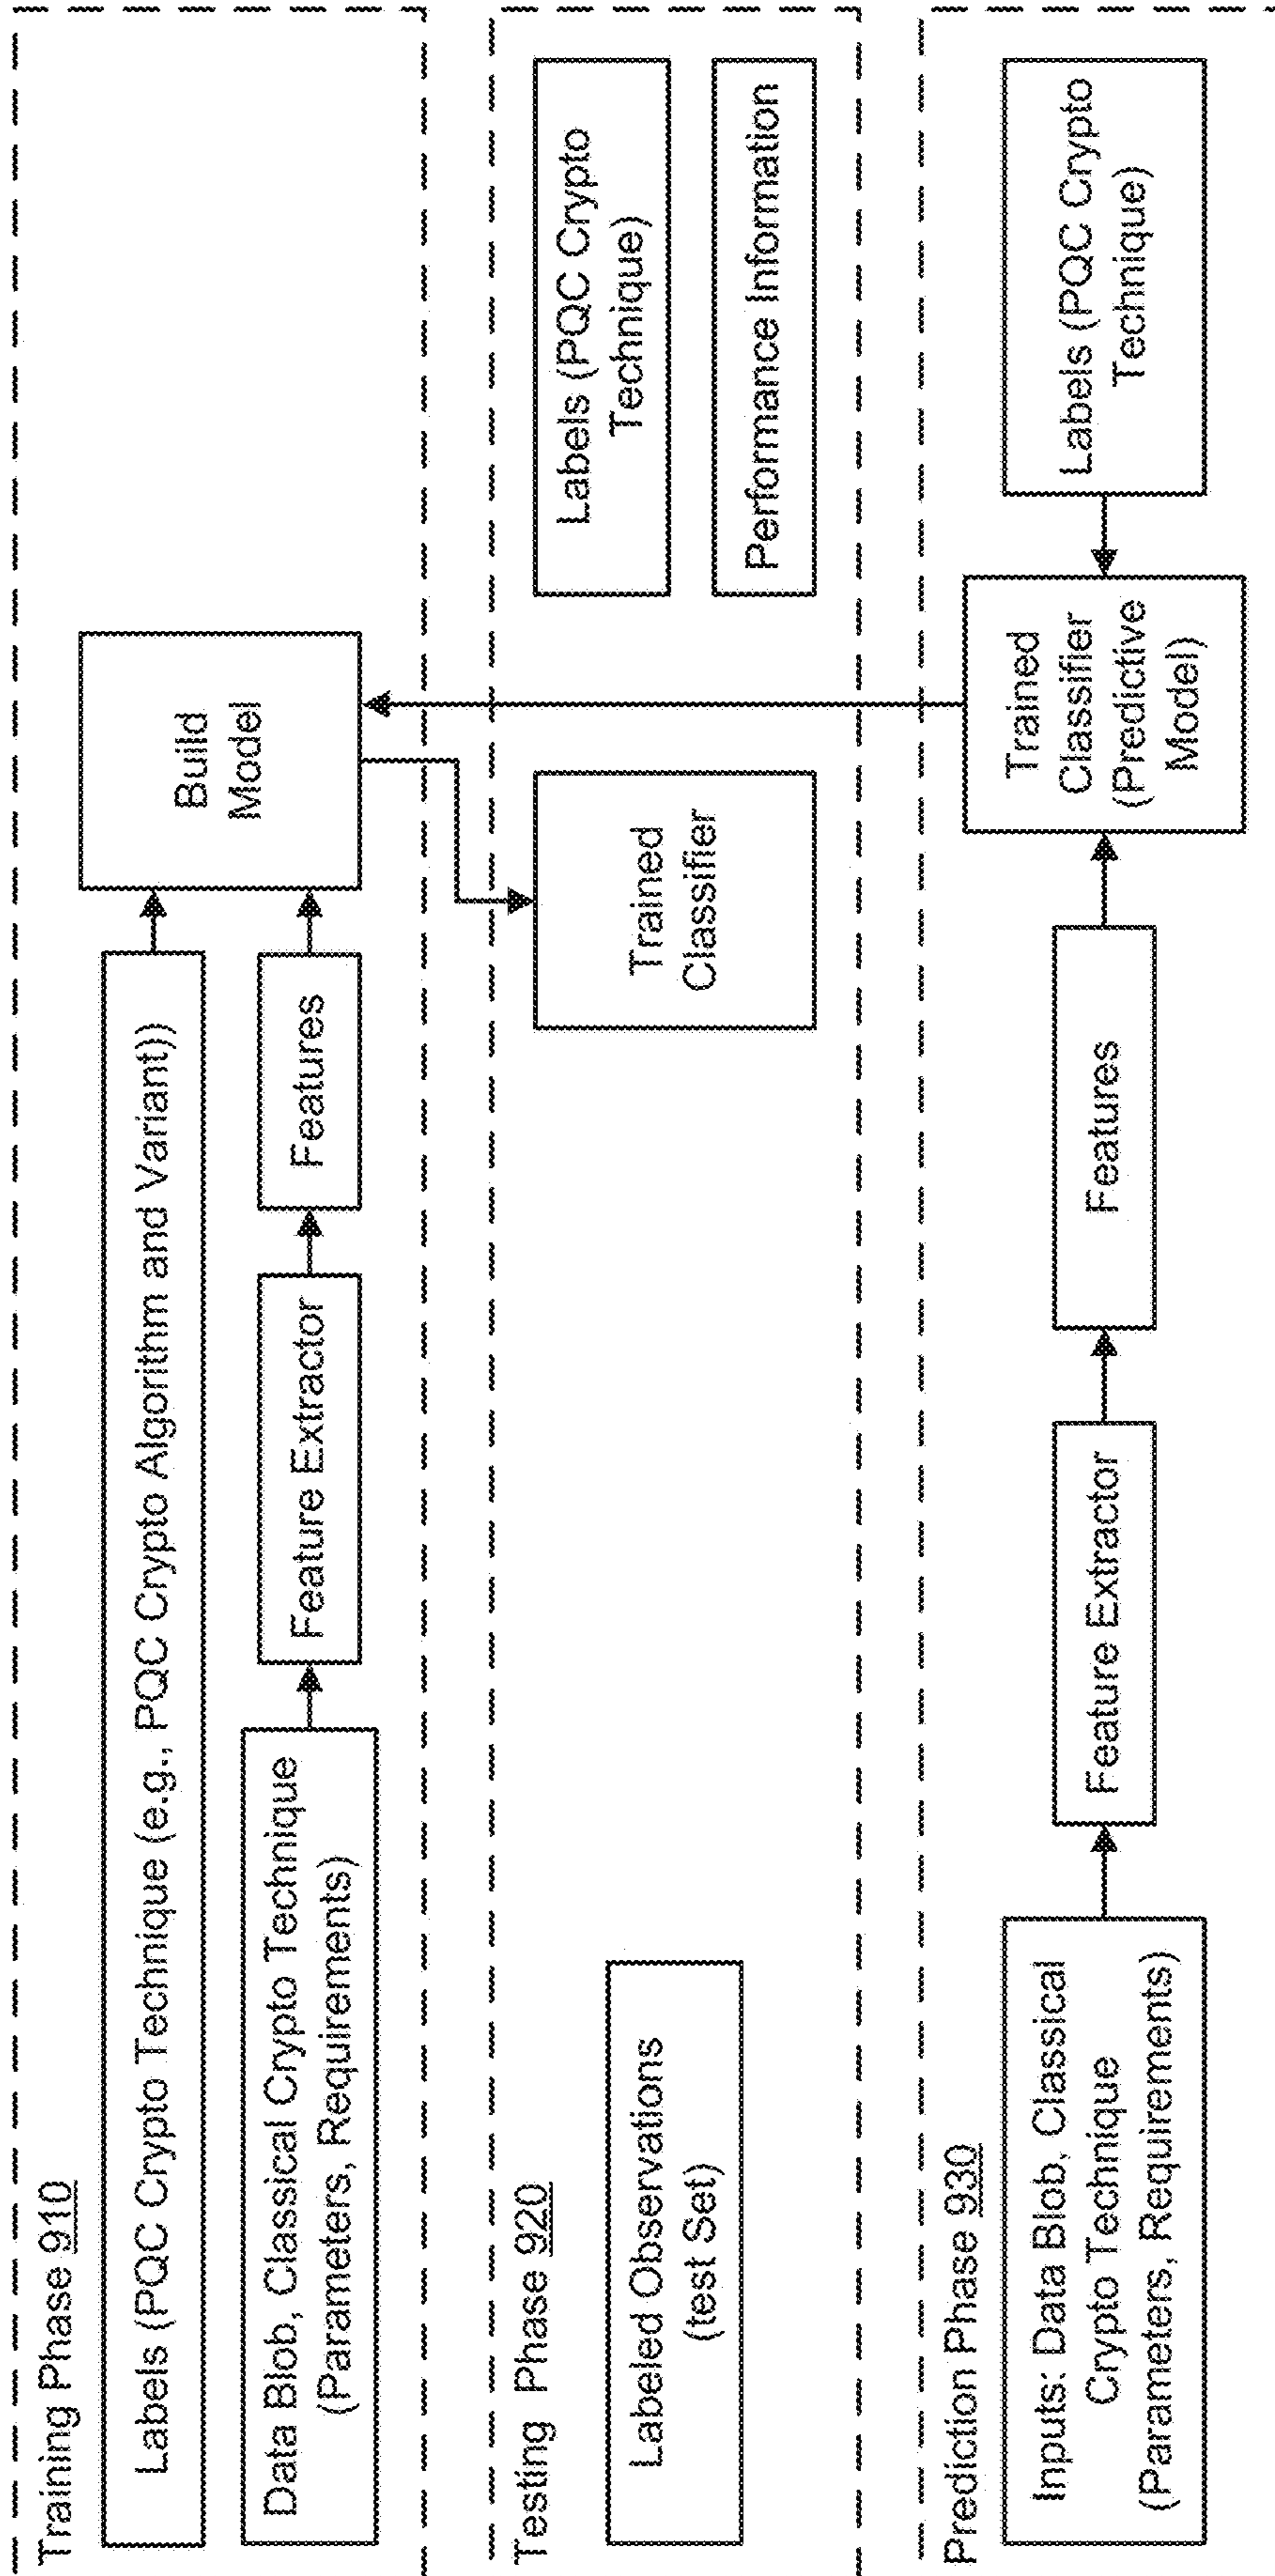 Training Phase 910
Labels (PQC Crypto Technique (e.g., PQC Crypto Algorithm and Variant))
Data Blob, Classical Crypto Technique
(Parameters, Requirements)
Feature Extractor
Features
Build
Model
Testing Phase 920
Labeled Observations
(test Set)
Trained
Classifier
Labels (PQC Crypto
Technique)
Performance Information
Prediction Phase 930
Inputs: Data Blob, Classical
Crypto Technique
(Parameters, Requirements)
Feature Extractor
Features
Trained
Classifier
(Predictive
Model)
Labels (PQC Crypto
Technique)